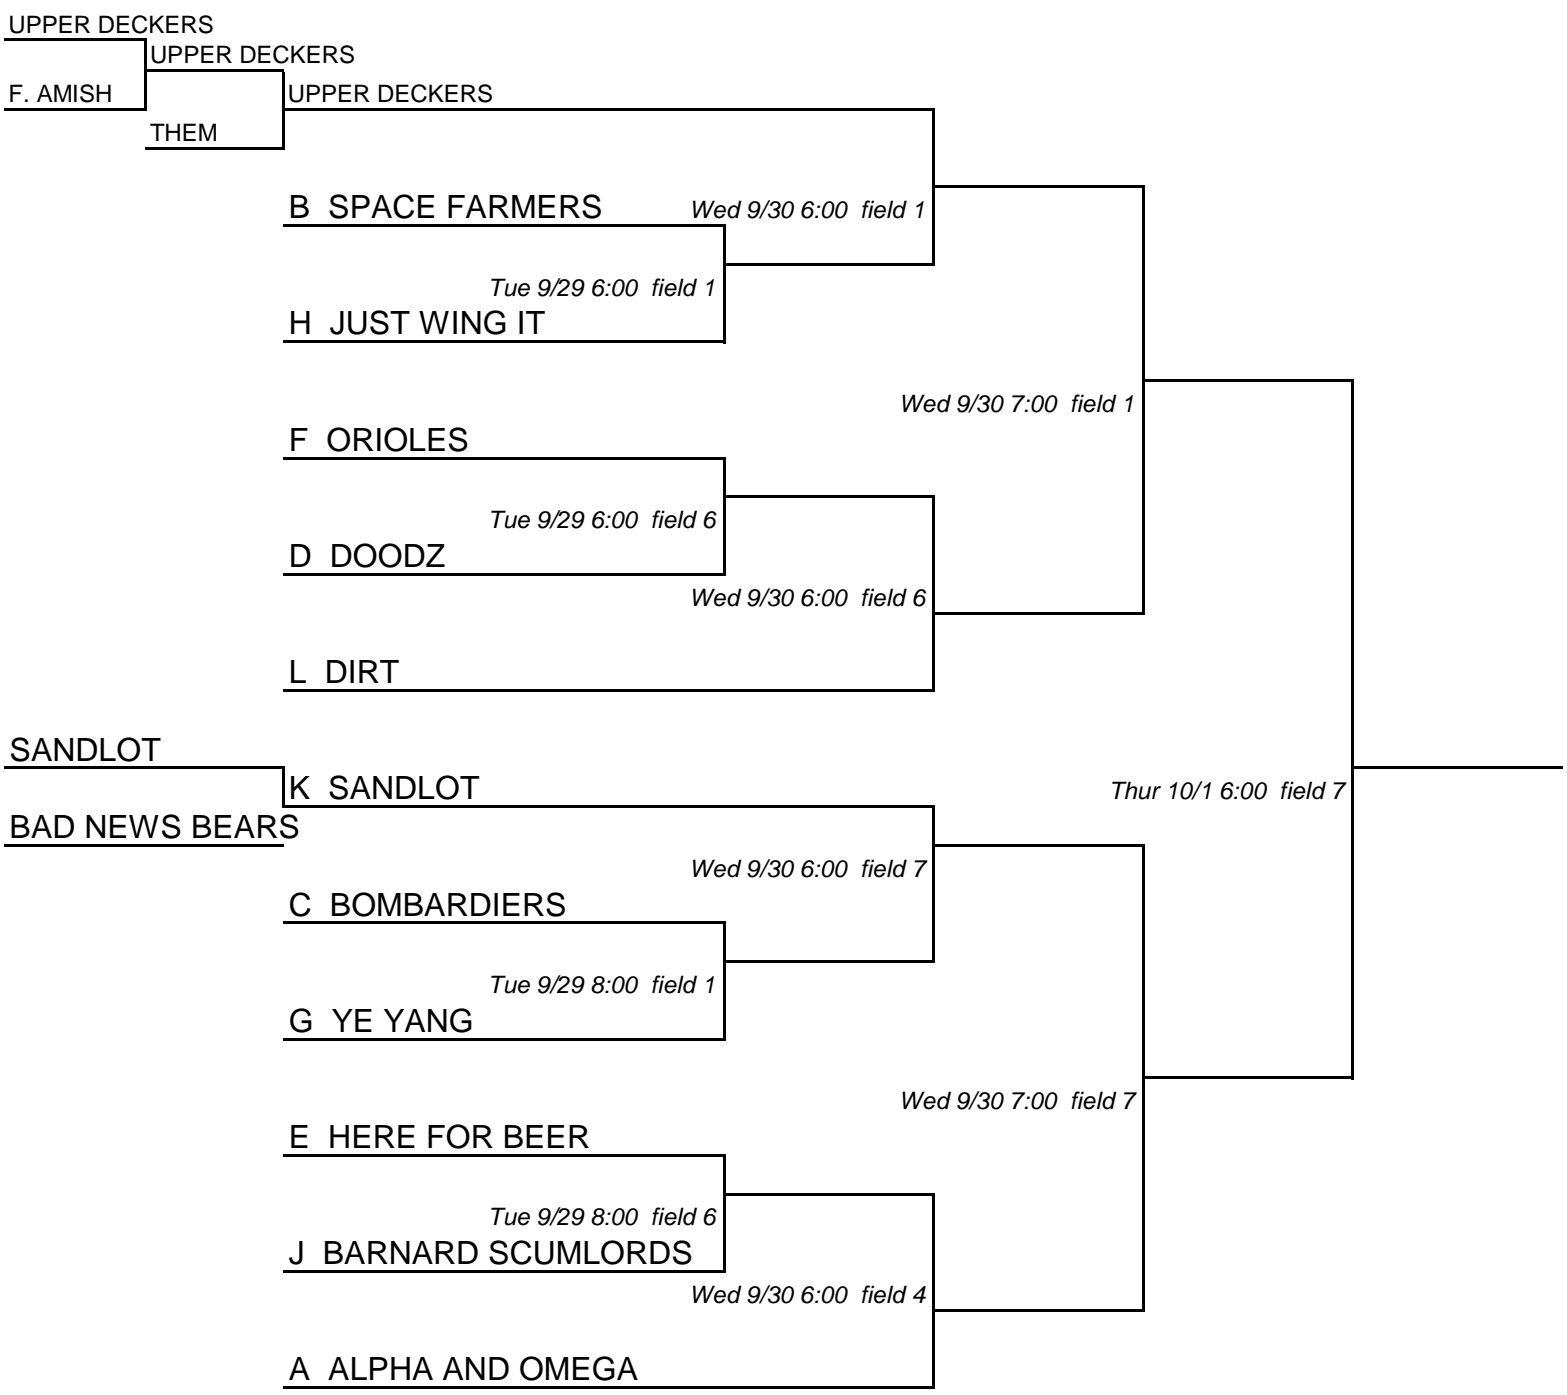 UPPER DECKERS
UPPER DECKERS
F. AMISH
UPPER DECKERS
THEM
B  SPACE FARMERS
Wed 9/30 6:00  field 1
Tue 9/29 6:00  field 1
H  JUST WING IT
Wed 9/30 7:00  field 1
F  ORIOLES
Tue 9/29 6:00  field 6
D  DOODZ
Wed 9/30 6:00  field 6
L  DIRT
SANDLOT
K  SANDLOT
Thur 10/1 6:00  field 7
BAD NEWS BEARS
Wed 9/30 6:00  field 7
C  BOMBARDIERS
Tue 9/29 8:00  field 1
G  YE YANG
Wed 9/30 7:00  field 7
E  HERE FOR BEER
Tue 9/29 8:00  field 6
J  BARNARD SCUMLORDS
Wed 9/30 6:00  field 4
A  ALPHA AND OMEGA